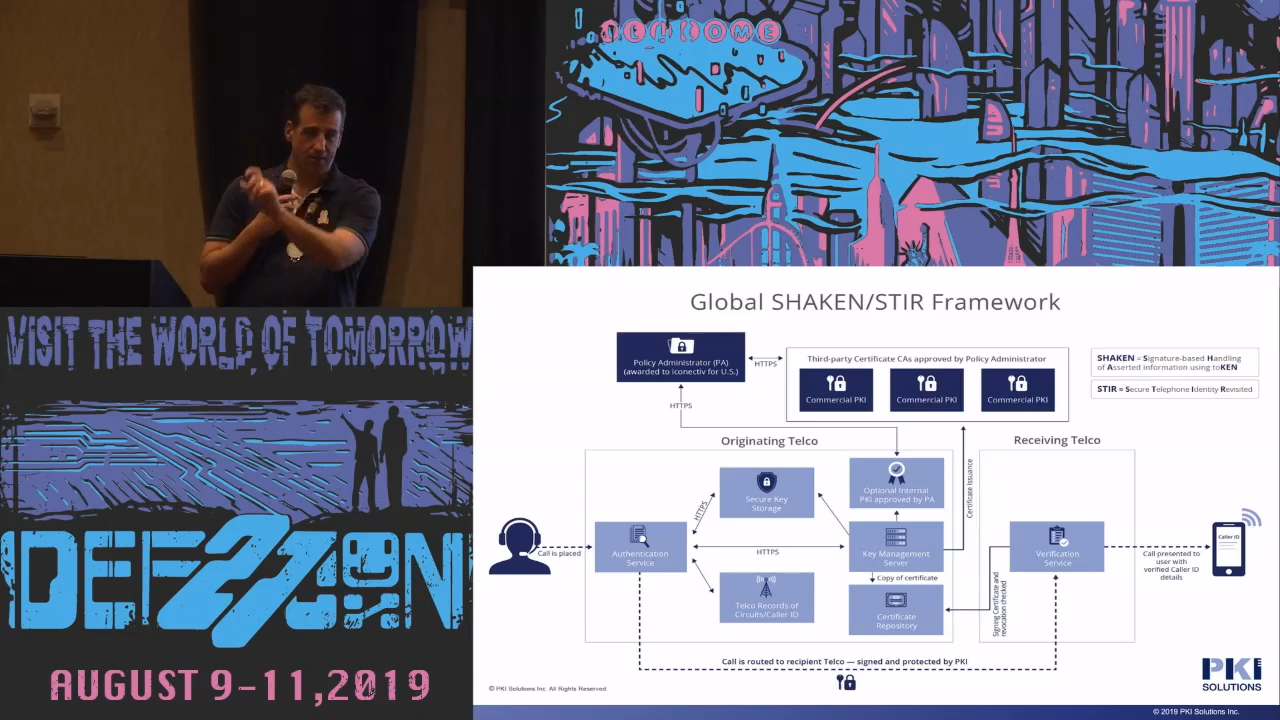 WELCOME
VISIT THE WORLD OF TOMORROW
DEF CON
AUGUST 9-11, 2019
Global SHAKEN/STIR Framework
Policy Administrator (PA)
(awarded to iconectiv for U.S.)
HTTPS
Third-party Certificate CAs approved by Policy Administrator
Commercial PKI
Commercial PKI
Commercial PKI
SHAKEN = Signature-based Handling
of Asserted information using toKEN
STIR = Secure Telephone Identity Revisited
HTTPS
Originating Telco
Receiving Telco
Secure Key
Storage
Optional Internal
PKI approved by PA
Certificate Issuance
HTTPS
Call is placed
Authentication
Service
HTTPS
Key Management
Server
Verification
Service
Caller ID
Call presented to
user with
verified Caller ID
details
Copy of certificate
Telco Records of
Circuits/Caller ID
Certificate
Repository
Signing Certificate and
revocation checked
Call is routed to recipient Telco — signed and protected by PKI
© PKI Solutions Inc. All Rights Reserved
PKI
SOLUTIONS
© 2019 PKI Solutions Inc.